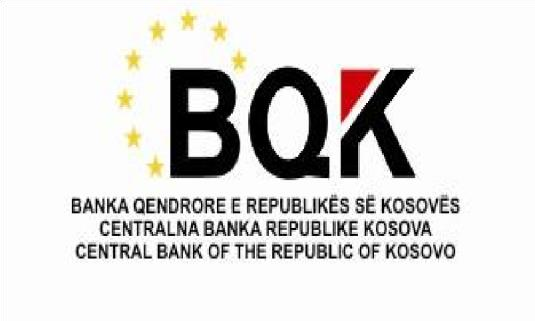 BQK
BANKA QENDRORE E REPUBLIKËS SË KOSOVËS
CENTRALNA BANKA REPUBLIKE KOSOVA
CENTRAL BANK OF THE REPUBLIC OF KOSOVO